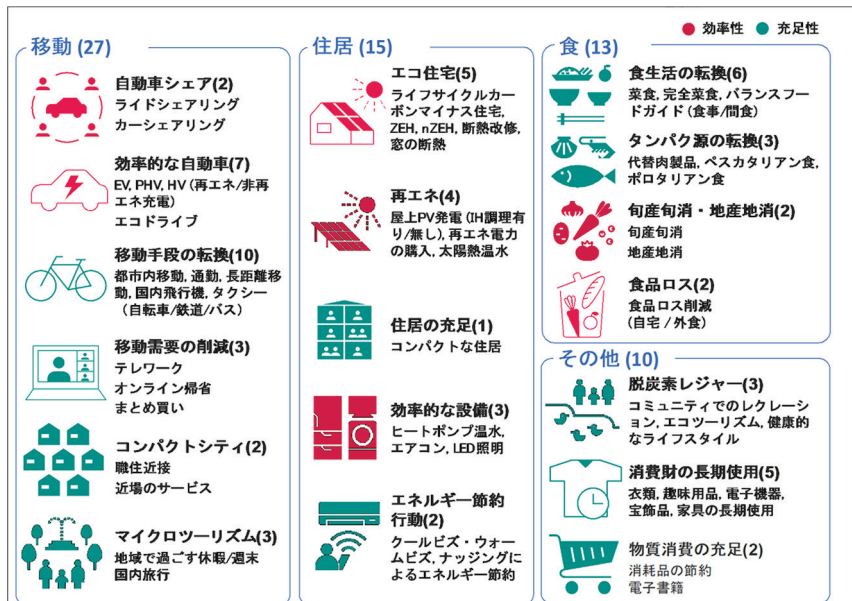 ● 効率性 ● 充足性
移動 (27)
自動車シェア(2)
ライドシェアリング
カーシェアリング
効率的な自動車(7)
EV, PHV, HV (再エネ/非再
エネ充電)
エコドライブ
移動手段の転換(10)
都市内移動, 通勤, 長距離移
動, 国内飛行機, タクシー
(自転車/鉄道/バス)
移動需要の削減(3)
テレワーク
オンライン帰省
まとめ買い
コンパクトシティ(2)
職住近接
近場のサービス
マイクロツーリズム(3)
地域で過ごす休暇/週末
国内旅行
住居 (15)
エコ住宅(5)
ライフサイクルカー
ボンマイナス住宅,
ZEH, nZEH, 断熱改修,
窓の断熱
再エネ(4)
屋上PV発電 (IH調理有
り/無し), 再エネ電力
の購入, 太陽熱温水
住居の充足(1)
コンパクトな住居
効率的な設備(3)
ヒートポンプ温水,
エアコン, LED照明
エネルギー節約
行動(2)
クールビズ・ウォー
ムビズ, ナッジングに
よるエネルギー節約
食 (13)
食生活の転換(6)
菜食, 完全菜食, バランスフー
ドガイド (食事/間食)
タンパク源の転換(3)
代替肉製品, ペスカタリアン食,
ポロタリアン食
旬産旬消・地産地消(2)
旬産旬消
地産地消
食品ロス(2)
食品ロス削減
(自宅 / 外食)
その他 (10)
脱炭素レジャー(3)
コミュニティでのレクレーシ
ョン, エコツーリズム, 健康的
なライフスタイル
消費財の長期使用(5)
衣類, 趣味用品, 電子機器,
宝飾品, 家具の長期使用
物質消費の充足(2)
消耗品の節約
電子書籍